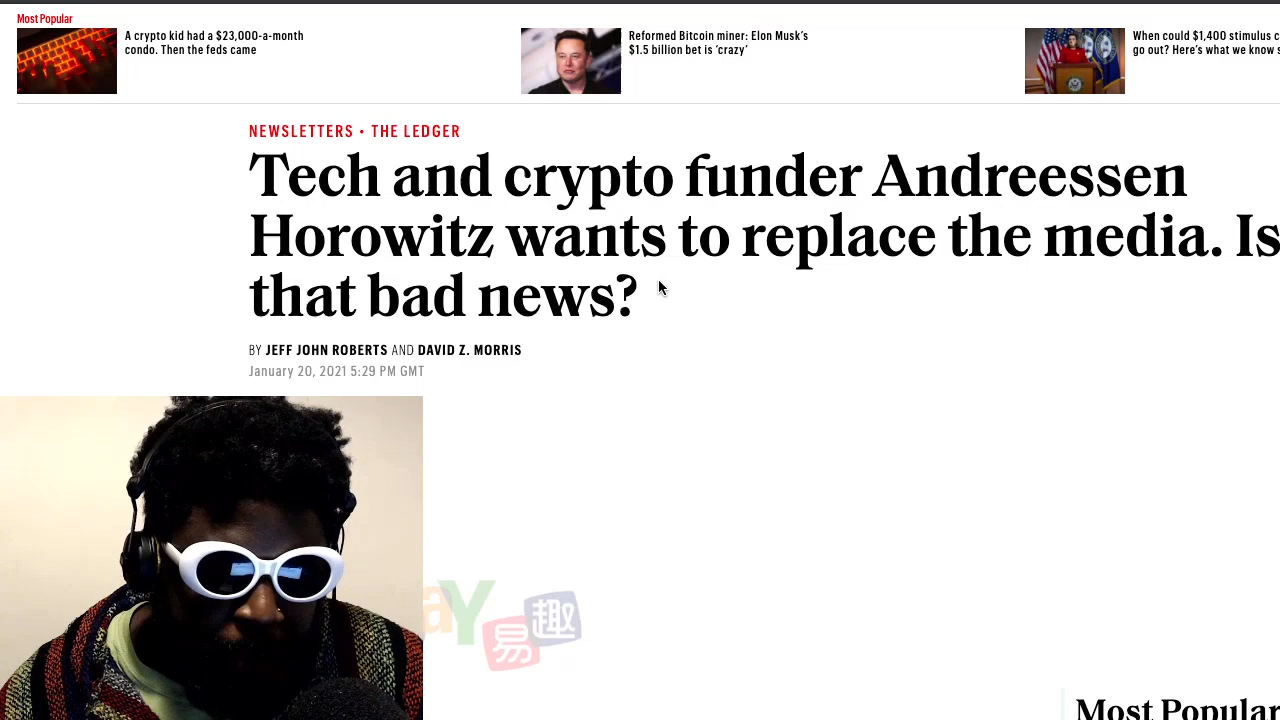 Most Popular
A crypto kid had a $23,000-a-month
condo. Then the feds came
Reformed Bitcoin miner: Elon Musk's
$1.5 billion bet is ‘crazy’
When could $1,400 stimulus c
go out? Here's what we know s
NEWSLETTERS • THE LEDGER
Tech and crypto funder Andreessen
Horowitz wants to replace the media. Is
that bad news?
BY JEFF JOHN ROBERTS AND DAVID Z. MORRIS
January 20, 2021 5:29 PM GMT
aY 易趣
Most Popular